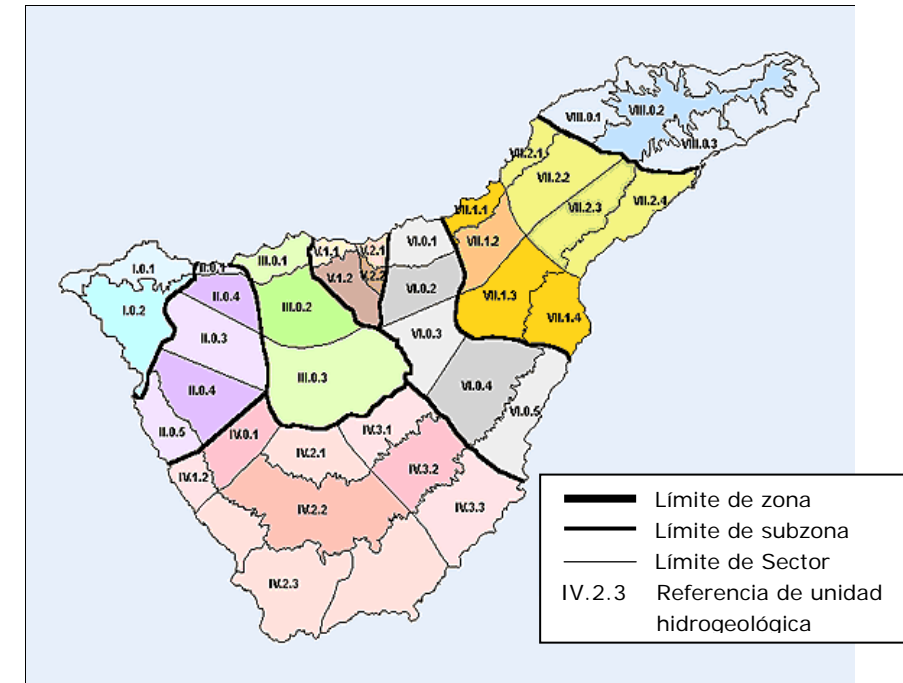 VIII.0.1
VIII.0.2
VIII.0.3
VII.2.1
VII.2.2
VII.2.3
VII.2.4
VII.1.1
VII.1.2
VII.1.3
VII.1.4
VI.0.1
VI.0.2
VI.0.3
VI.0.4
VI.0.5
V.1.1
V.2.1
V.1.2
V.2.2
III.0.1
III.0.2
III.0.3
I.0.1
I.0.2
II.0.1
II.0.4
II.0.3
II.0.4
II.0.5
IV.0.1
IV.1.2
IV.2.1
IV.2.2
IV.2.3
IV.3.1
IV.3.2
IV.3.3
Límite de zona
Límite de subzona
Límite de Sector
IV.2.3 Referencia de unidad
hidrogeológica